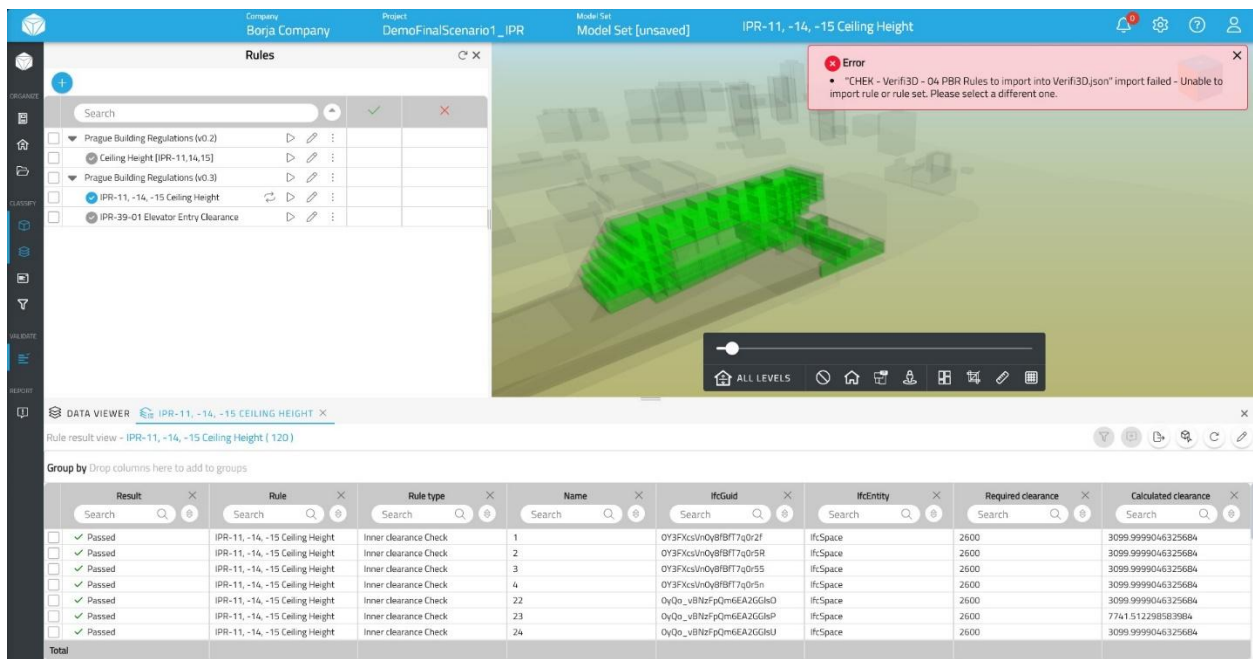 Company
Borja Company
Project
DemoFinalScenario1_IPR
Model Set
Model Set [unsaved]
IPR-11, -14, -15 Ceiling Height
0
Rules
Error
"CHEK - Verifi3D - 04 PBR Rules to import into Verifi3D.json" import failed - Unable to
import rule or rule set. Please select a different one.
ORGANIZE
CLASSIFY
VALIDATE
REPORT
Search
Prague Building Regulations (v0.2)
Ceiling Height [IPR-11,14,15]
Prague Building Regulations (v0.3)
IPR-11, -14, -15 Ceiling Height
IPR-39-01 Elevator Entry Clearance
ALL LEVELS
DATA VIEWER IPR-11, -14, -15 CEILING HEIGHT
Rule result view - IPR-11, -14, -15 Ceiling Height ( 120 )
Group by Drop columns here to add to groups
Result Rule Rule type Name IfcGuid IfcEntity Required clearance Calculated clearance
Search Search Search Search Search Search Search Search
Passed IPR-11, -14, -15 Ceiling Height Inner clearance Check 1 0Y3FXcsVn0y8fBfT7q0r2f IfcSpace 2600 3099.9999046325684
Passed IPR-11, -14, -15 Ceiling Height Inner clearance Check 2 0Y3FXcsVn0y8fBfT7q0r5R IfcSpace 2600 3099.9999046325684
Passed IPR-11, -14, -15 Ceiling Height Inner clearance Check 3 0Y3FXcsVn0y8fBfT7q0r55 IfcSpace 2600 3099.9999046325684
Passed IPR-11, -14, -15 Ceiling Height Inner clearance Check 4 0Y3FXcsVn0y8fBfT7q0r5n IfcSpace 2600 3099.9999046325684
Passed IPR-11, -14, -15 Ceiling Height Inner clearance Check 22 0yQo_vBNzFpQm6EA2GGIsO IfcSpace 2600 3099.9999046325684
Passed IPR-11, -14, -15 Ceiling Height Inner clearance Check 23 0yQo_vBNzFpQm6EA2GGIsP IfcSpace 2600 7741.512298583984
Passed IPR-11, -14, -15 Ceiling Height Inner clearance Check 24 0yQo_vBNzFpQm6EA2GGIsU IfcSpace 2600 3099.9999046325684
Total